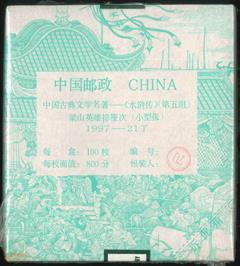 中国邮政 CHINA
中国古典文学名著——《水浒传》(第五组)
梁山英雄排座次(小型张)
1997—21T
每 盒: 100枚 编 号:
每枚面值: 800分 包装人: